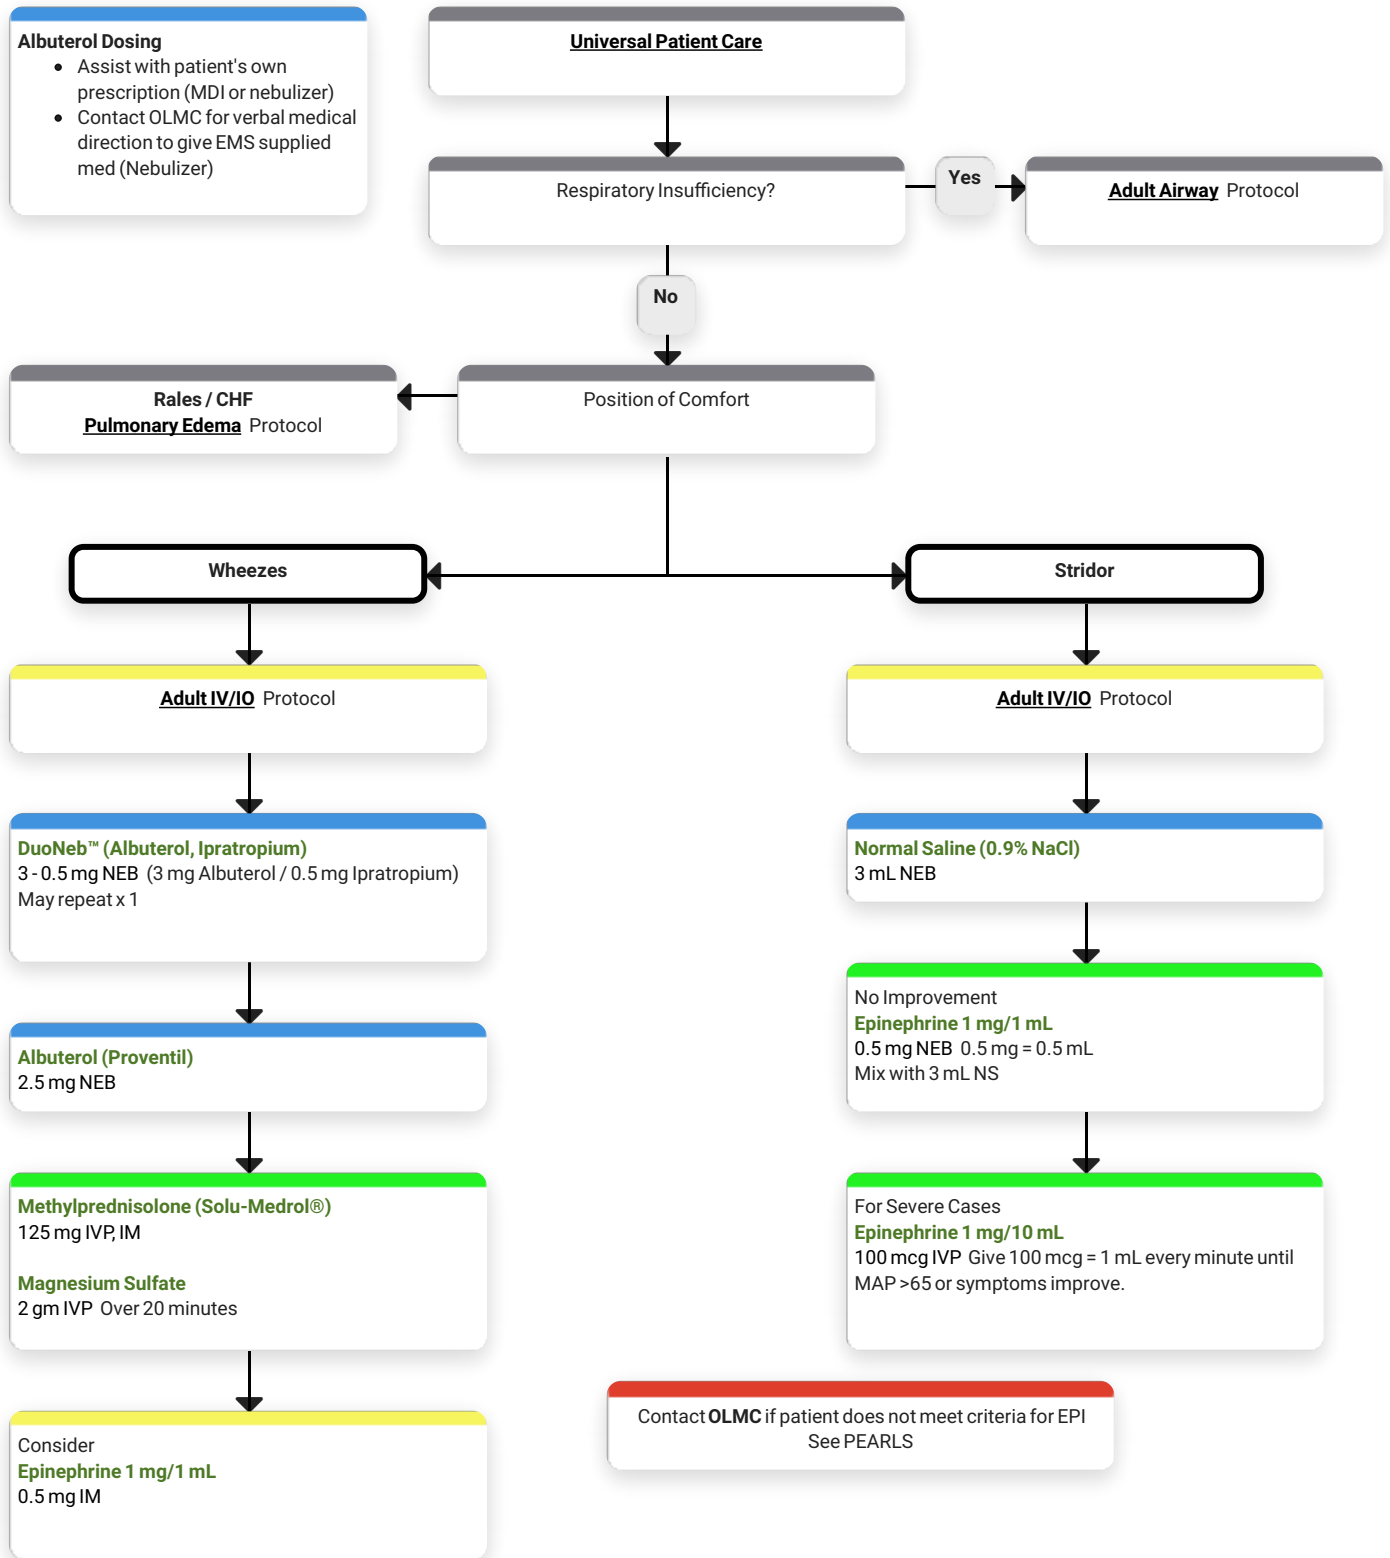 Albuterol Dosing
• Assist with patient's own
prescription (MDI or nebulizer)
• Contact OLMC for verbal medical
direction to give EMS supplied
med (Nebulizer)
Universal Patient Care
Respiratory Insufficiency?
Yes
Adult Airway Protocol
No
Rales / CHF
Pulmonary Edema Protocol
Position of Comfort
Wheezes
Stridor
Adult IV/IO Protocol
DuoNeb™ (Albuterol, Ipratropium)
3 - 0.5 mg NEB (3 mg Albuterol / 0.5 mg Ipratropium)
May repeat x 1
Albuterol (Proventil)
2.5 mg NEB
Methylprednisolone (Solu-Medrol®)
125 mg IVP, IM
Magnesium Sulfate
2 gm IVP Over 20 minutes
Consider
Epinephrine 1 mg/1 mL
0.5 mg IM
Adult IV/IO Protocol
Normal Saline (0.9% NaCl)
3 mL NEB
No Improvement
Epinephrine 1 mg/1 mL
0.5 mg NEB 0.5 mg = 0.5 mL
Mix with 3 mL NS
For Severe Cases
Epinephrine 1 mg/10 mL
100 mcg IVP Give 100 mcg = 1 mL every minute until
MAP >65 or symptoms improve.
Contact OLMC if patient does not meet criteria for EPI
See PEARLS